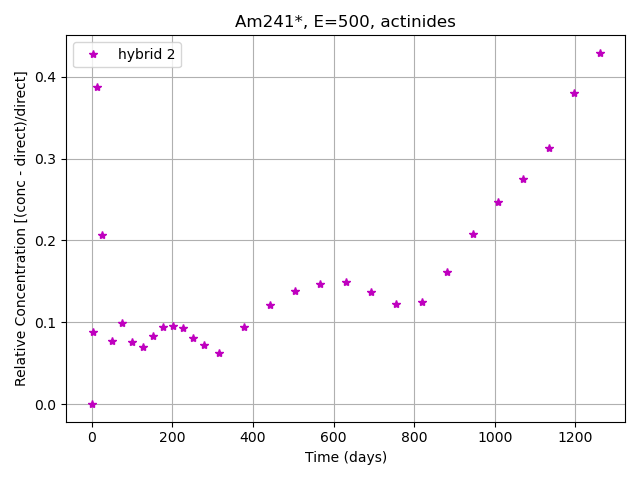 Am241*, E=500, actinides
hybrid 2
Relative Concentration [(conc - direct)/direct]
0.4
0.3
0.2
0.1
0.0
0 200 400 600 800 1000 1200
Time (days)